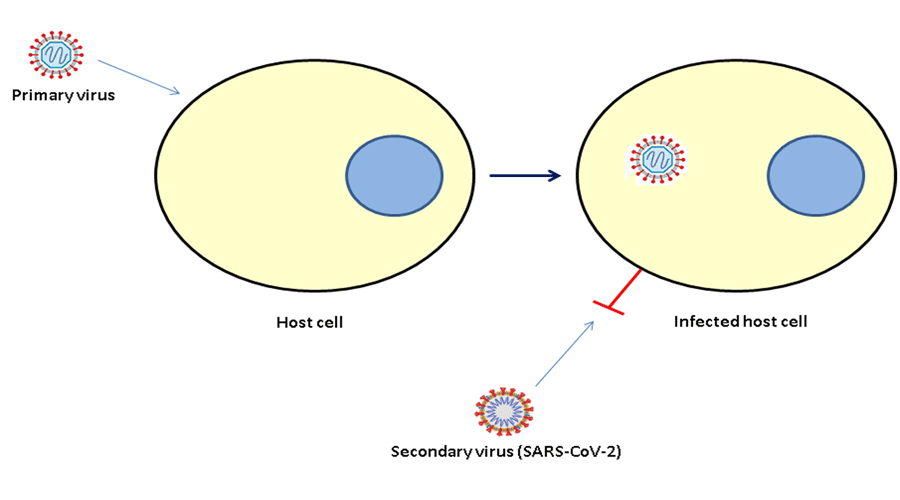 Primary virus
Host cell
Infected host cell
Secondary virus (SARS-CoV-2)